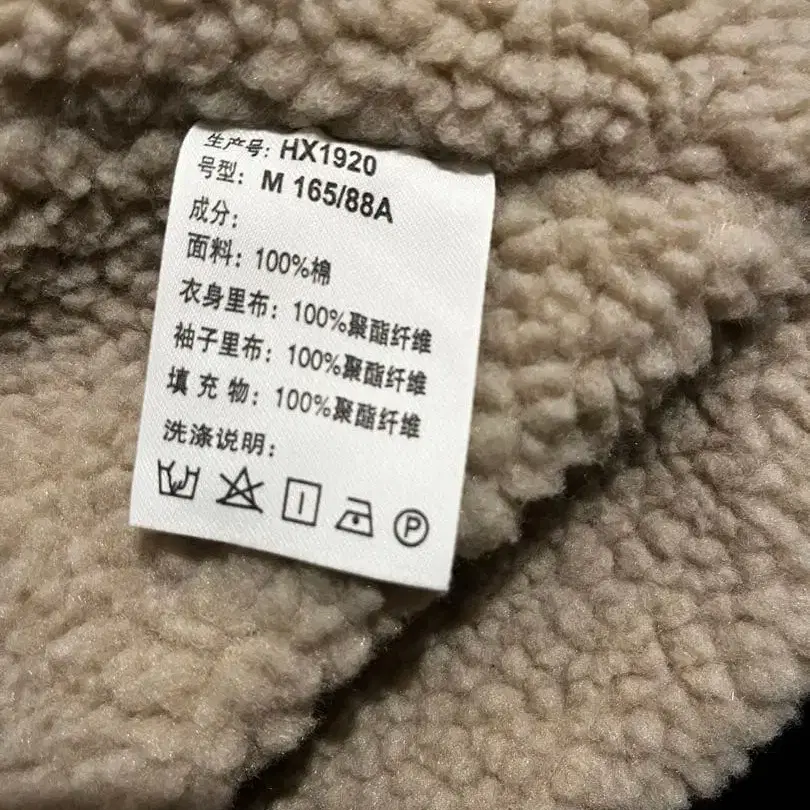 生产号: HX1920
号型: M 165/88A
成分:
面料: 100%棉
衣身里布: 100%聚酯纤维
袖子里布: 100%聚酯纤维
填充物: 100%聚酯纤维
洗涤说明:
P